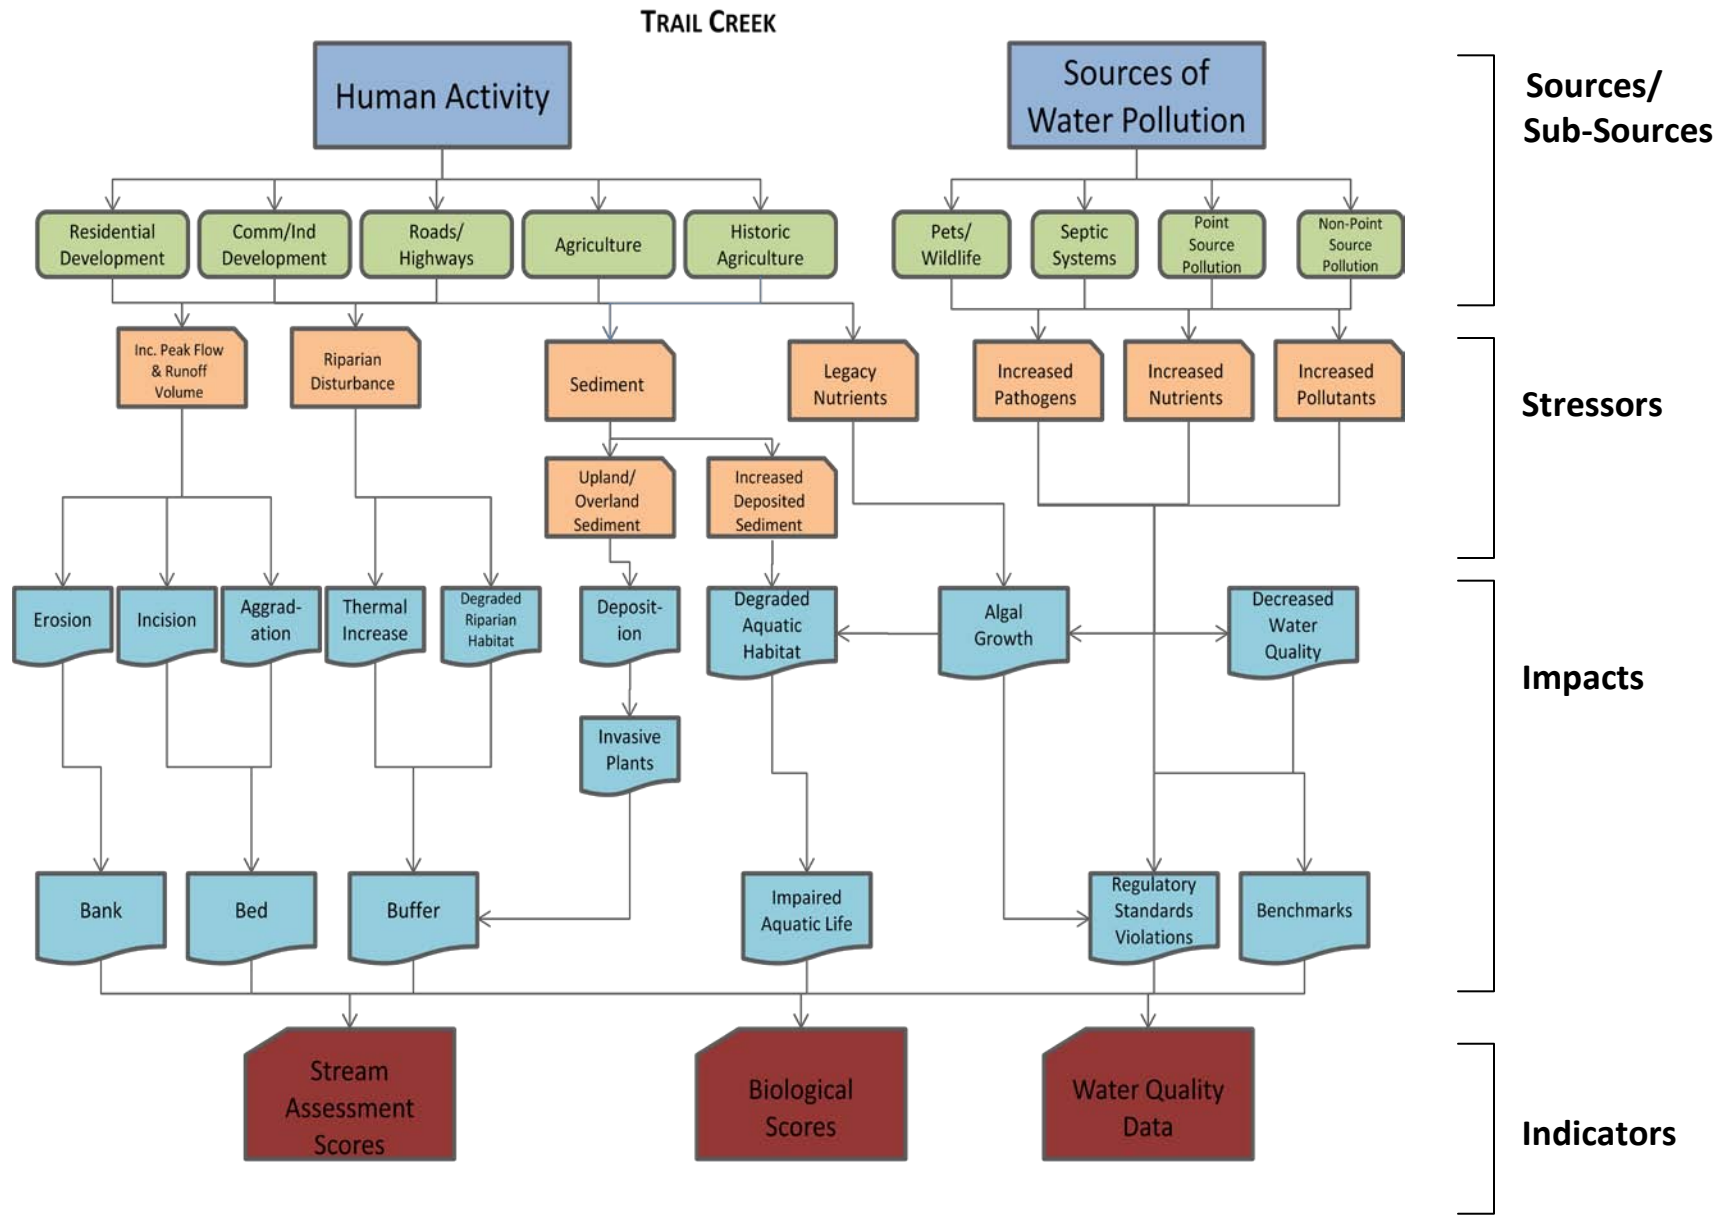 TRAIL CREEK
Human Activity
Sources of
Water Pollution
Sources/
Sub-Sources
Residential
Development
Comm/Ind
Development
Roads/
Highways
Agriculture
Historic
Agriculture
Pets/
Wildlife
Septic
Systems
Point
Source
Pollution
Non-Point
Source
Pollution
Inc. Peak Flow
& Runoff
Volume
Riparian
Disturbance
Sediment
Legacy
Nutrients
Increased
Pathogens
Increased
Nutrients
Increased
Pollutants
Stressors
Upland/
Overland
Sediment
Increased
Deposited
Sediment
Erosion
Incision
Aggrad-
ation
Thermal
Increase
Degraded
Riparian
Habitat
Deposit-
ion
Degraded
Aquatic
Habitat
Algal
Growth
Decreased
Water
Quality
Impacts
Invasive
Plants
Bank
Bed
Buffer
Impaired
Aquatic Life
Regulatory
Standards
Violations
Benchmarks
Stream
Assessment
Scores
Biological
Scores
Water Quality
Data
Indicators